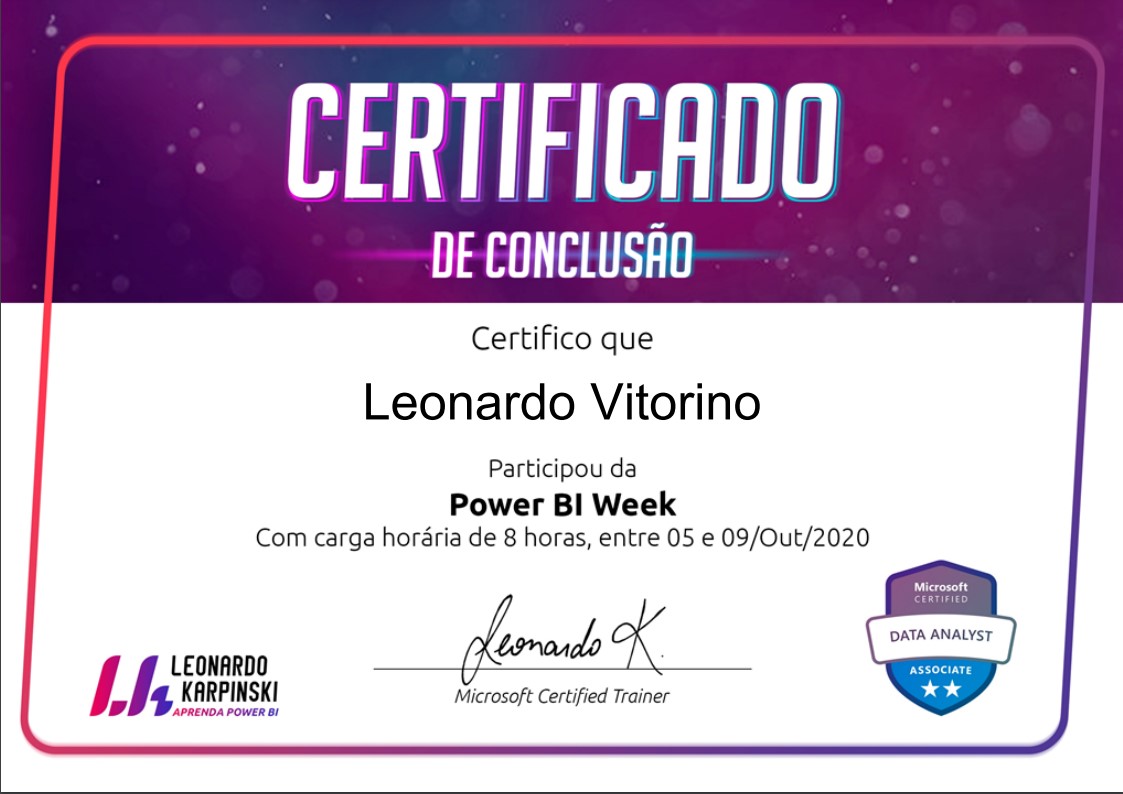 CERTIFICADO
DE CONCLUSÃO
Certifico que
Leonardo Vitorino
Participou da
Power BI Week
Com carga horária de 8 horas, entre 05 e 09/Out/2020
Leonardo K.
Microsoft Certified Trainer
LEONARDO
KARPINSKI
APRENDA POWER BI
Microsoft
CERTIFIED
DATA ANALYST
ASSOCIATE